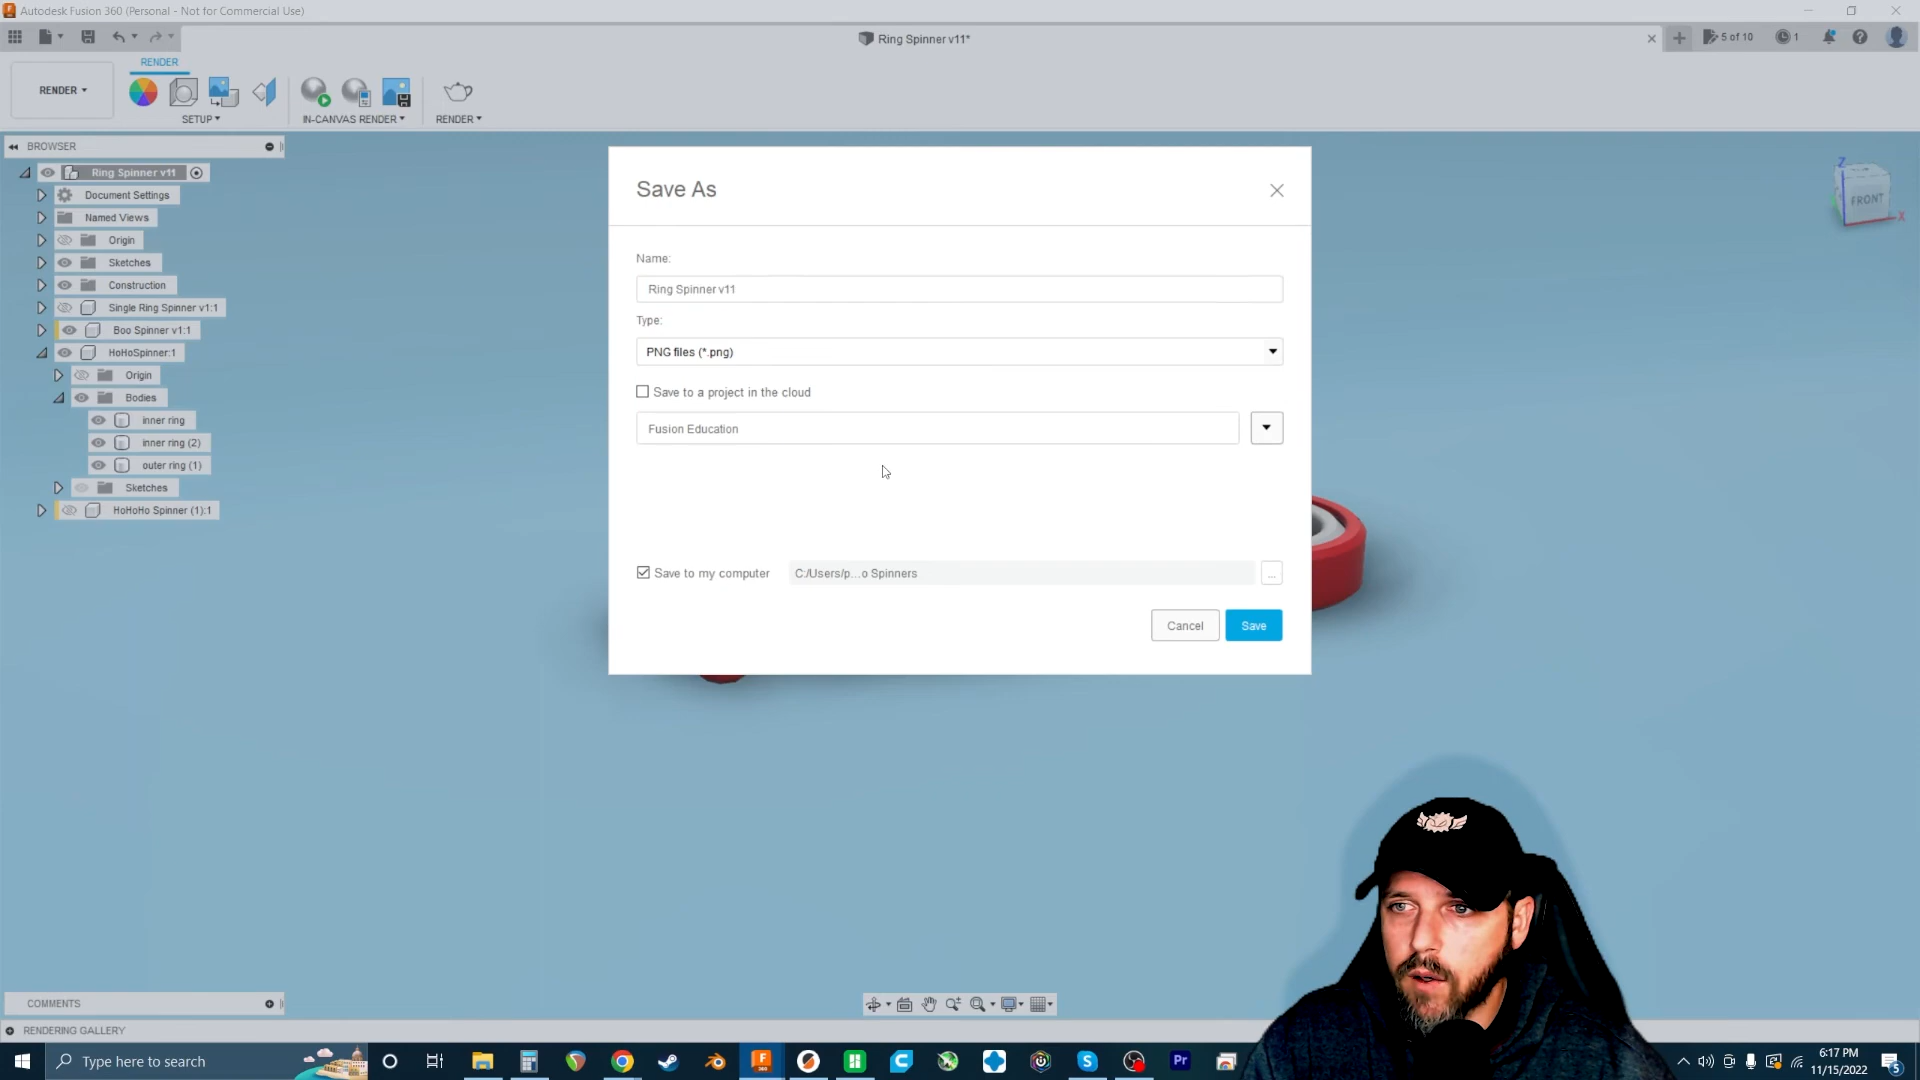 Autodesk Fusion 360 (Personal - Not for Commercial Use)
Ring Spinner v11*
5 of 10
1
RENDER
RENDER
SETUP
IN-CANVAS RENDER
RENDER
BROWSER
Ring Spinner v11
Document Settings
Named Views
Origin
Sketches
Construction
Single Ring Spinner v1:1
Boo Spinner v1:1
HoHoSpinner:1
Origin
Bodies
inner ring
inner ring (2)
outer ring (1)
Sketches
HoHoHo Spinner (1):1
Z
FRONT
X
Save As
Name:
Ring Spinner v11
Type:
PNG files (*.png)
Save to a project in the cloud
Fusion Education
Save to my computer
C:/Users/p...o Spinners
...
Cancel
Save
COMMENTS
RENDERING GALLERY
Type here to search
F
360
Pr
6:17 PM
11/15/2022
5